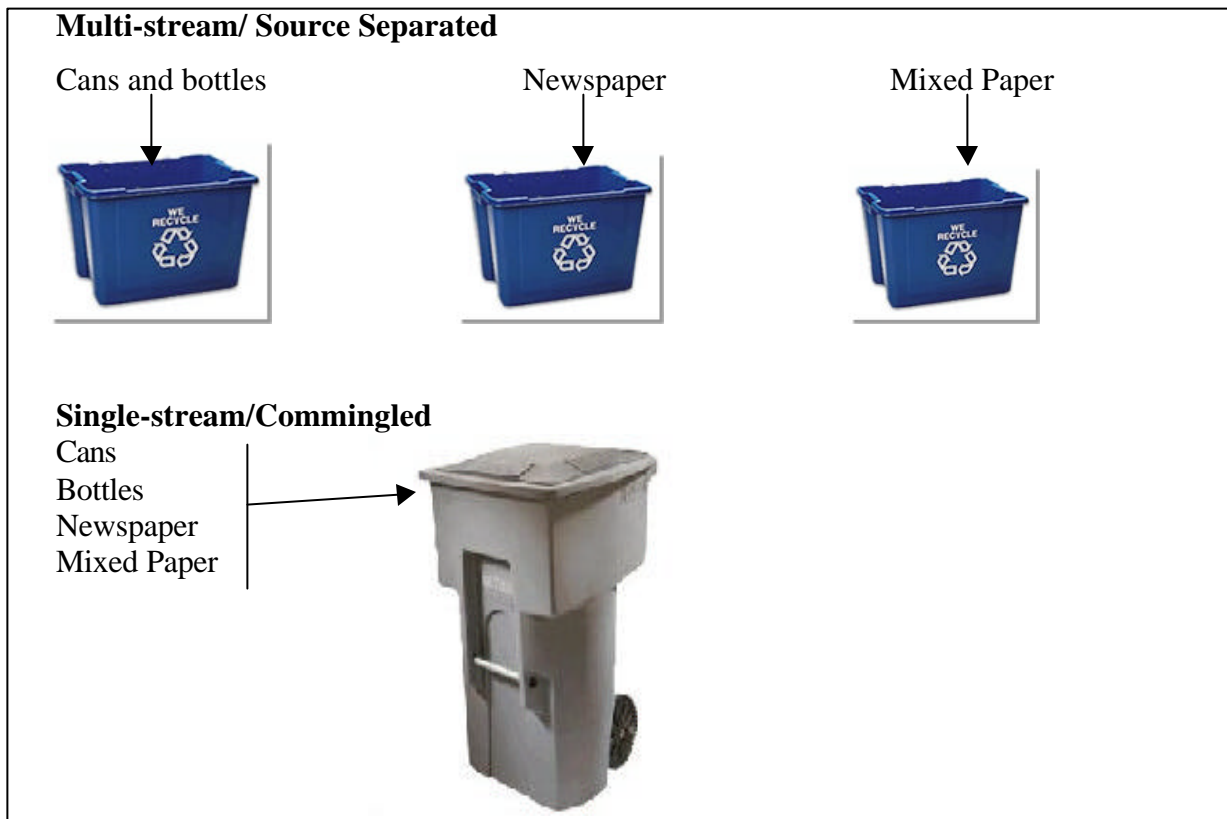 Multi-stream/ Source Separated
Cans and bottles
Newspaper
Mixed Paper
WE
RECYCLE
WE
RECYCLE
WE
RECYCLE
Single-stream/Commingled
Cans
Bottles
Newspaper
Mixed Paper